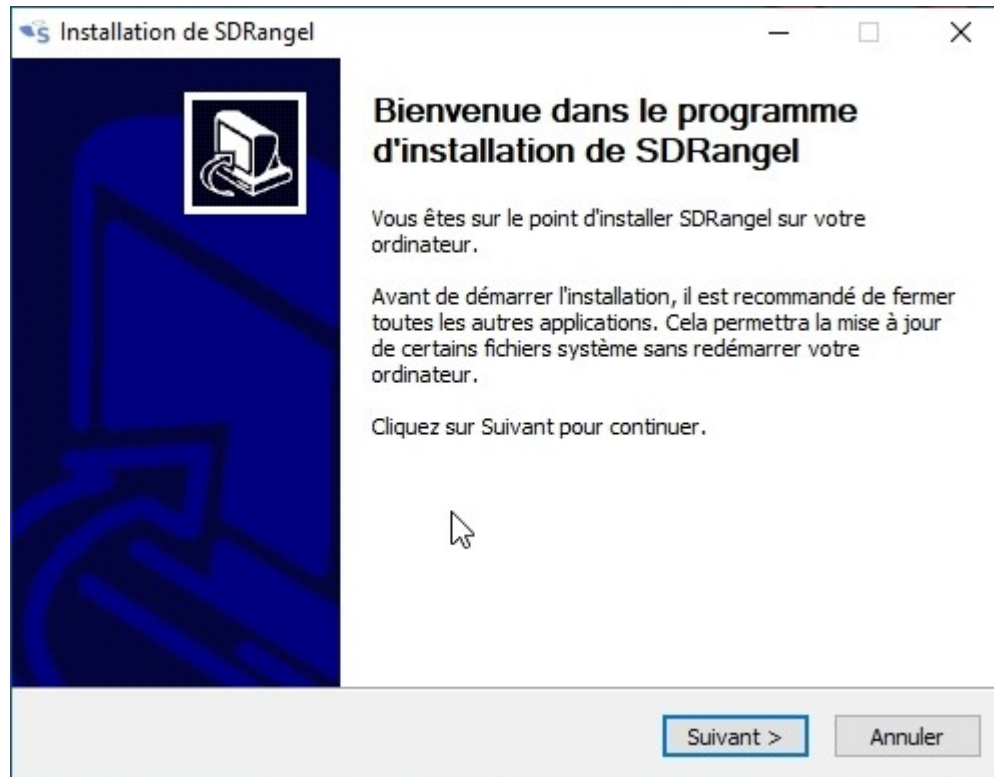 Installation de SDRangel
Bienvenue dans le programme
d'installation de SDRangel
Vous êtes sur le point d'installer SDRangel sur votre
ordinateur.
Avant de démarrer l'installation, il est recommandé de fermer
toutes les autres applications. Cela permettra la mise à jour
de certains fichiers système sans redémarrer votre
ordinateur.
Cliquez sur Suivant pour continuer.
Suivant >
Annuler